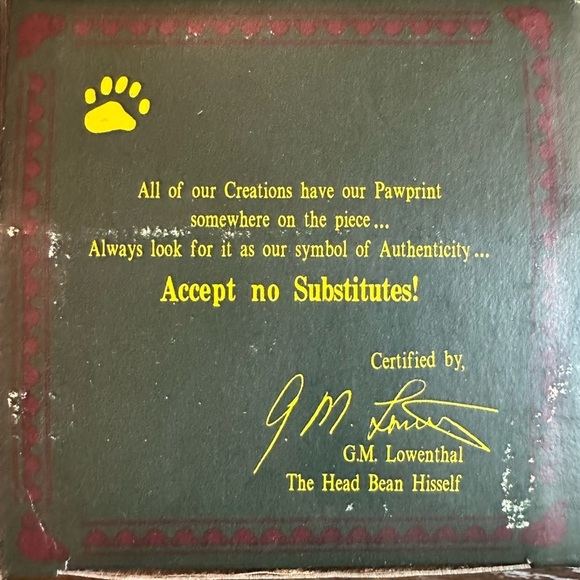 All of our Creations have our Pawprint
somewhere on the piece...
Always look for it as our symbol of Authenticity...
Accept no Substitutes!
Certified by,
G.M. Lowenthal
G.M. Lowenthal
The Head Bean Hisself